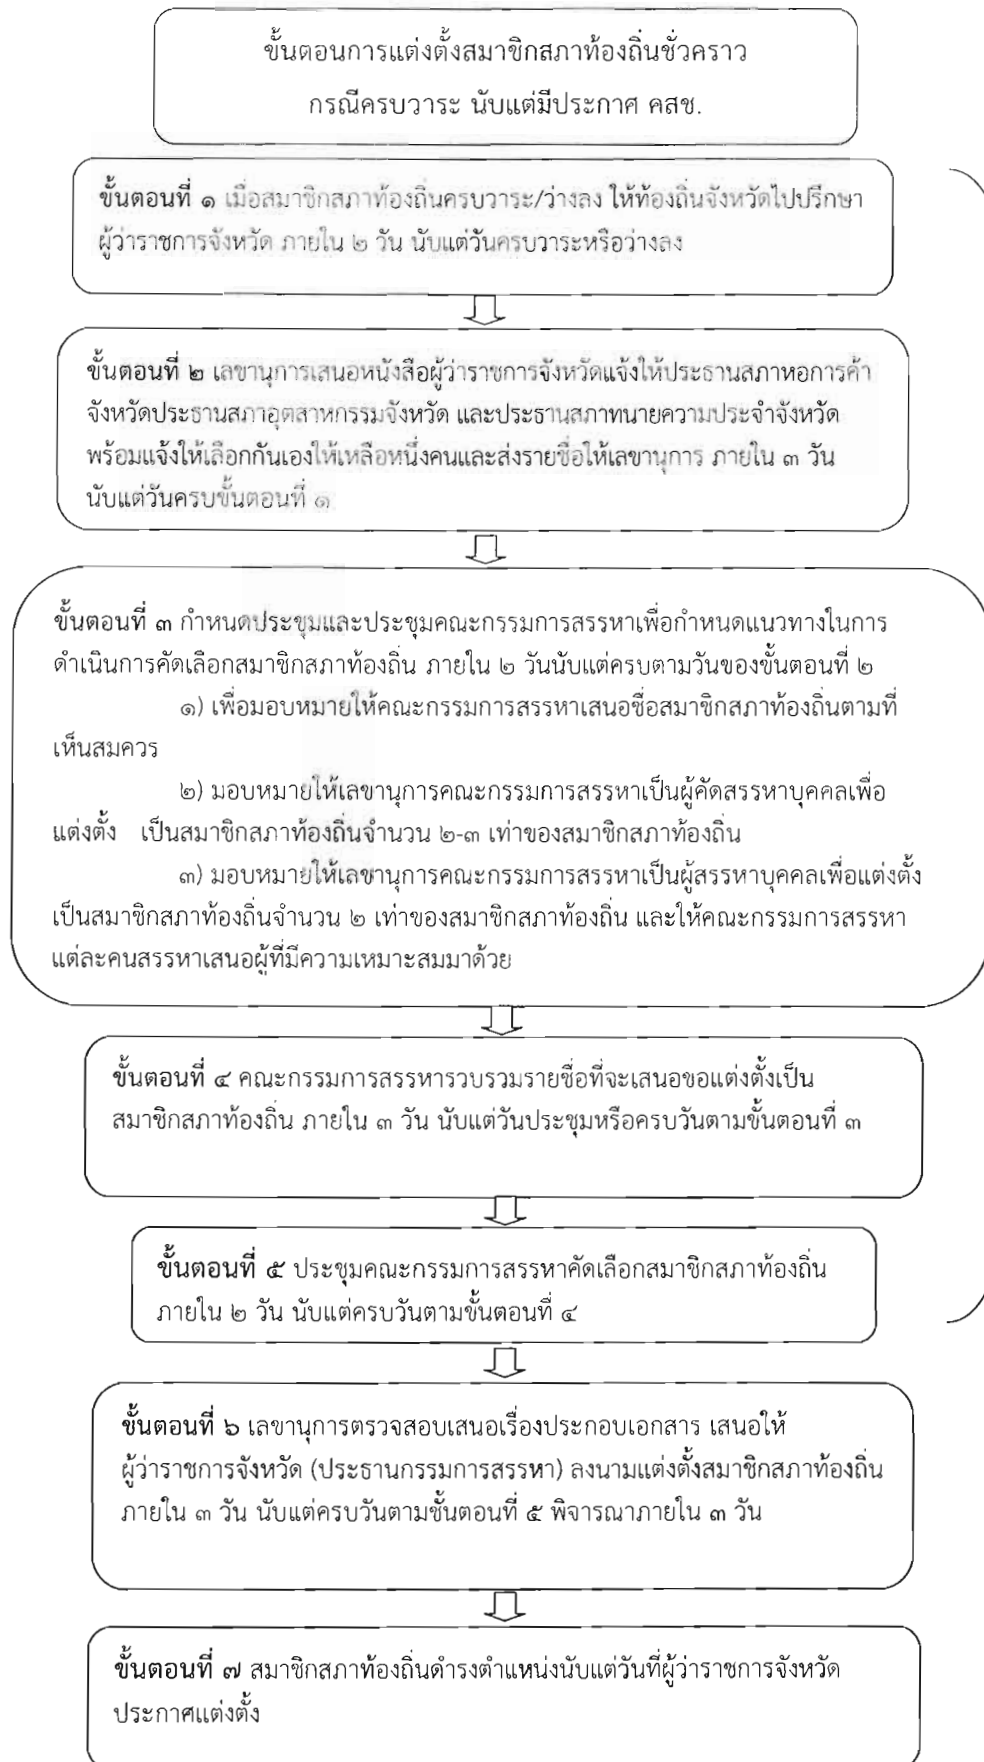 ขั้นตอนการแต่งตั้งสมาชิกสภาท้องถิ่นชั่วคราว
กรณีครบวาระ นับแต่มีประกาศ คสช.
ขั้นตอนที่ ๑ เมื่อสมาชิกสภาท้องถิ่นครบวาระ/ว่างลง ให้ท้องถิ่นจังหวัดไปปรึกษา
ผู้ว่าราชการจังหวัด ภายใน ๒ วัน นับแต่วันครบวาระหรือว่างลง
ขั้นตอนที่ ๒ เลขานุการเสนอหนังสือผู้ว่าราชการจังหวัดแจ้งให้ประธานสภาหอการค้า
จังหวัดประธานสภาอุตสาหกรรมจังหวัด และประธานสภาทนายความประจำจังหวัด
พร้อมแจ้งให้เลือกกันเองให้เหลือหนึ่งคนและส่งรายชื่อให้เลขานุการ ภายใน ๓ วัน
นับแต่วันครบขั้นตอนที่ ๑
ขั้นตอนที่ ๓ กำหนดประชุมและประชุมคณะกรรมการสรรหาเพื่อกำหนดแนวทางในการ
ดำเนินการคัดเลือกสมาชิกสภาท้องถิ่น ภายใน ๒ วันนับแต่ครบตามวันของขั้นตอนที่ ๒
๑) เพื่อมอบหมายให้คณะกรรมการสรรหาเสนอชื่อสมาชิกสภาท้องถิ่นตามที่
เห็นสมควร
๒) มอบหมายให้เลขานุการคณะกรรมการสรรหาเป็นผู้คัดสรรหาบุคคลเพื่อ
แต่งตั้ง เป็นสมาชิกสภาท้องถิ่นจำนวน ๒-๓ เท่าของสมาชิกสภาท้องถิ่น
๓) มอบหมายให้เลขานุการคณะกรรมการสรรหาเป็นผู้สรรหาบุคคลเพื่อแต่งตั้ง
เป็นสมาชิกสภาท้องถิ่นจำนวน ๒ เท่าของสมาชิกสภาท้องถิ่น และให้คณะกรรมการสรรหา
แต่ละคนสรรหาเสนอผู้ที่มีความเหมาะสมมาด้วย
ขั้นตอนที่ ๔ คณะกรรมการสรรหารวบรวมรายชื่อที่จะเสนอขอแต่งตั้งเป็น
สมาชิกสภาท้องถิ่น ภายใน ๓ วัน นับแต่วันประชุมหรือครบวันตามขั้นตอนที่ ๓
ขั้นตอนที่ ๕ ประชุมคณะกรรมการสรรหาคัดเลือกสมาชิกสภาท้องถิ่น
ภายใน ๒ วัน นับแต่ครบวันตามขั้นตอนที่ ๔
ขั้นตอนที่ ๖ เลขานุการตรวจสอบเสนอเรื่องประกอบเอกสาร เสนอให้
ผู้ว่าราชการจังหวัด (ประธานกรรมการสรรหา) ลงนามแต่งตั้งสมาชิกสภาท้องถิ่น
ภายใน ๓ วัน นับแต่ครบวันตามขั้นตอนที่ ๕ พิจารณาภายใน ๓ วัน
ขั้นตอนที่ ๗ สมาชิกสภาท้องถิ่นดำรงตำแหน่งนับแต่วันที่ผู้ว่าราชการจังหวัด
ประกาศแต่งตั้ง